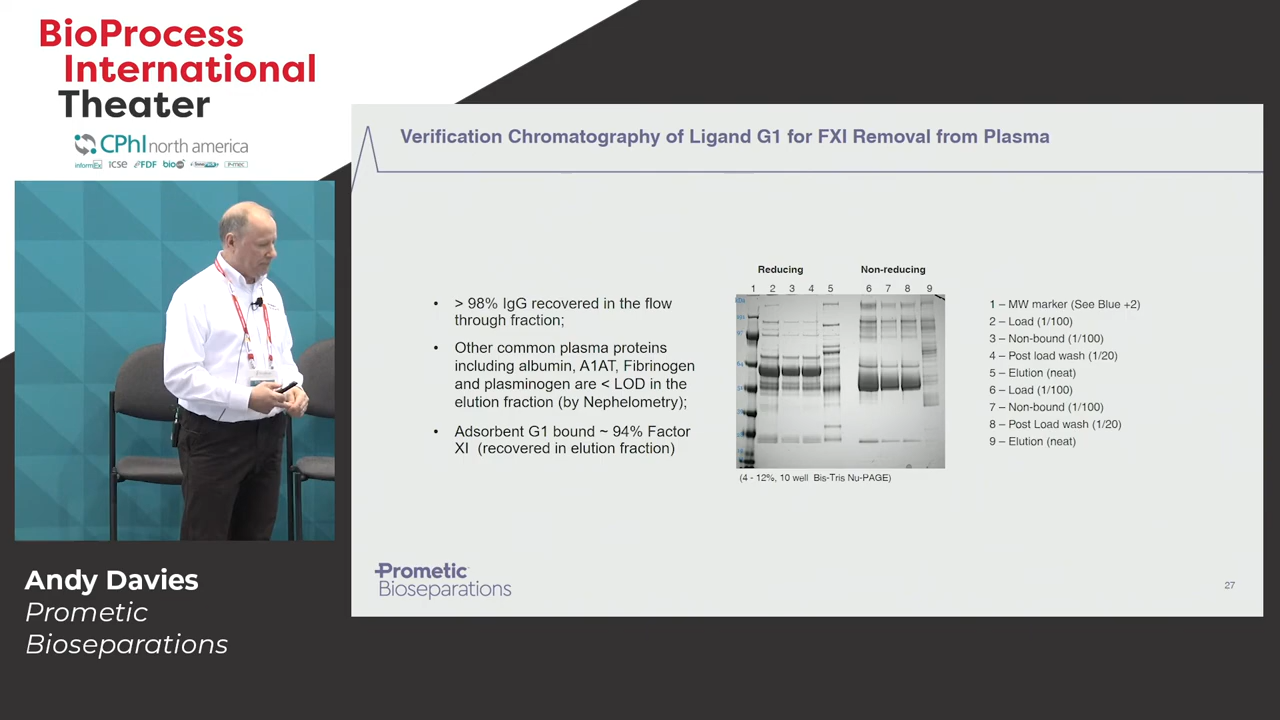 BioProcess
International
Theater
CPhI north america
informEx icse FDF bio
Verification Chromatography of Ligand G1 for FXI Removal from Plasma
• > 98% IgG recovered in the flow
through fraction;
• Other common plasma proteins
including albumin, A1AT, Fibrinogen
and plasminogen are < LOD in the
elution fraction (by Nephelometry);
• Adsorbent G1 bound ~ 94% Factor
XI (recovered in elution fraction)
Reducing Non-reducing
1 2 3 4 5 6 7 8 9
(4 - 12%, 10 well Bis-Tris Nu-PAGE)
1 – MW marker (See Blue +2)
2 – Load (1/100)
3 – Non-bound (1/100)
4 – Post load wash (1/20)
5 – Elution (neat)
6 – Load (1/100)
7 – Non-bound (1/100)
8 – Post Load wash (1/20)
9 – Elution (neat)
Prometic
Bioseparations
27
Andy Davies
Prometic
Bioseparations